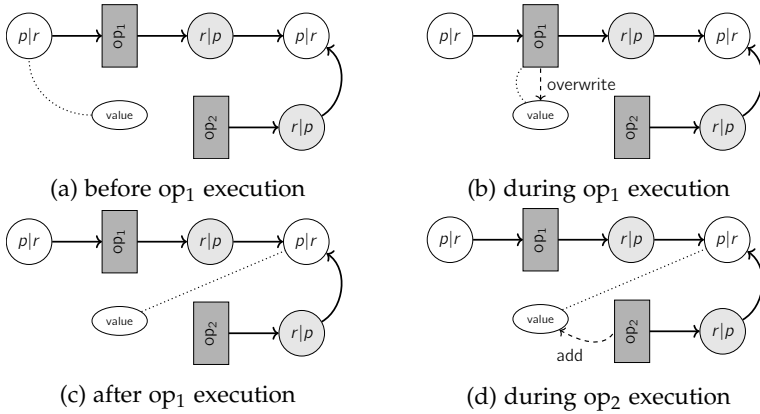 p|r op₁ r|p p|r
value op₂ r|p
(a) before op₁ execution
p|r op₁ r|p p|r
overwrite
value op₂ r|p
(b) during op₁ execution
p|r op₁ r|p p|r
value op₂ r|p
(c) after op₁ execution
p|r op₁ r|p p|r
value op₂ r|p
add
(d) during op₂ execution